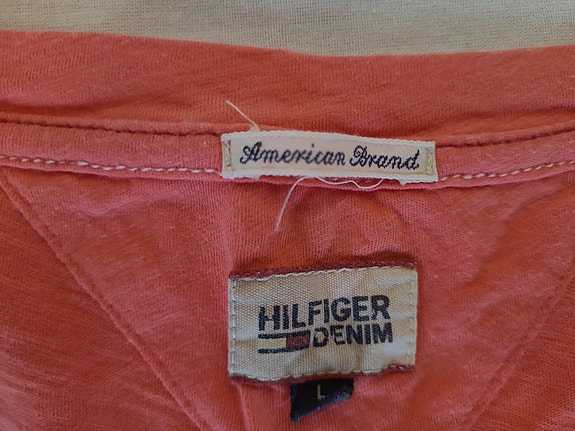 American Brand
HILFIGER
DENIM
L